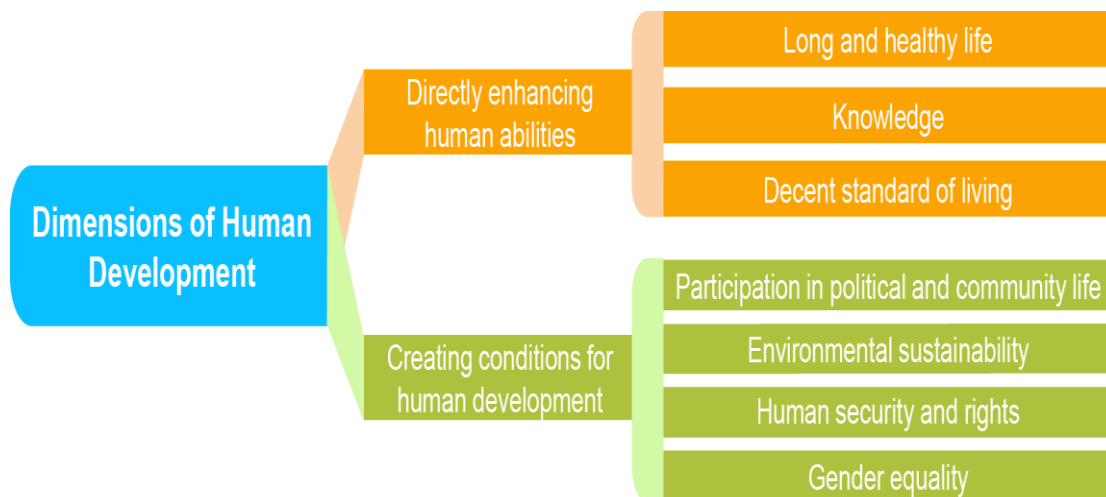 Dimensions of Human
Development
Directly enhancing
human abilities
Long and healthy life
Knowledge
Decent standard of living
Creating conditions for
human development
Participation in political and community life
Environmental sustainability
Human security and rights
Gender equality